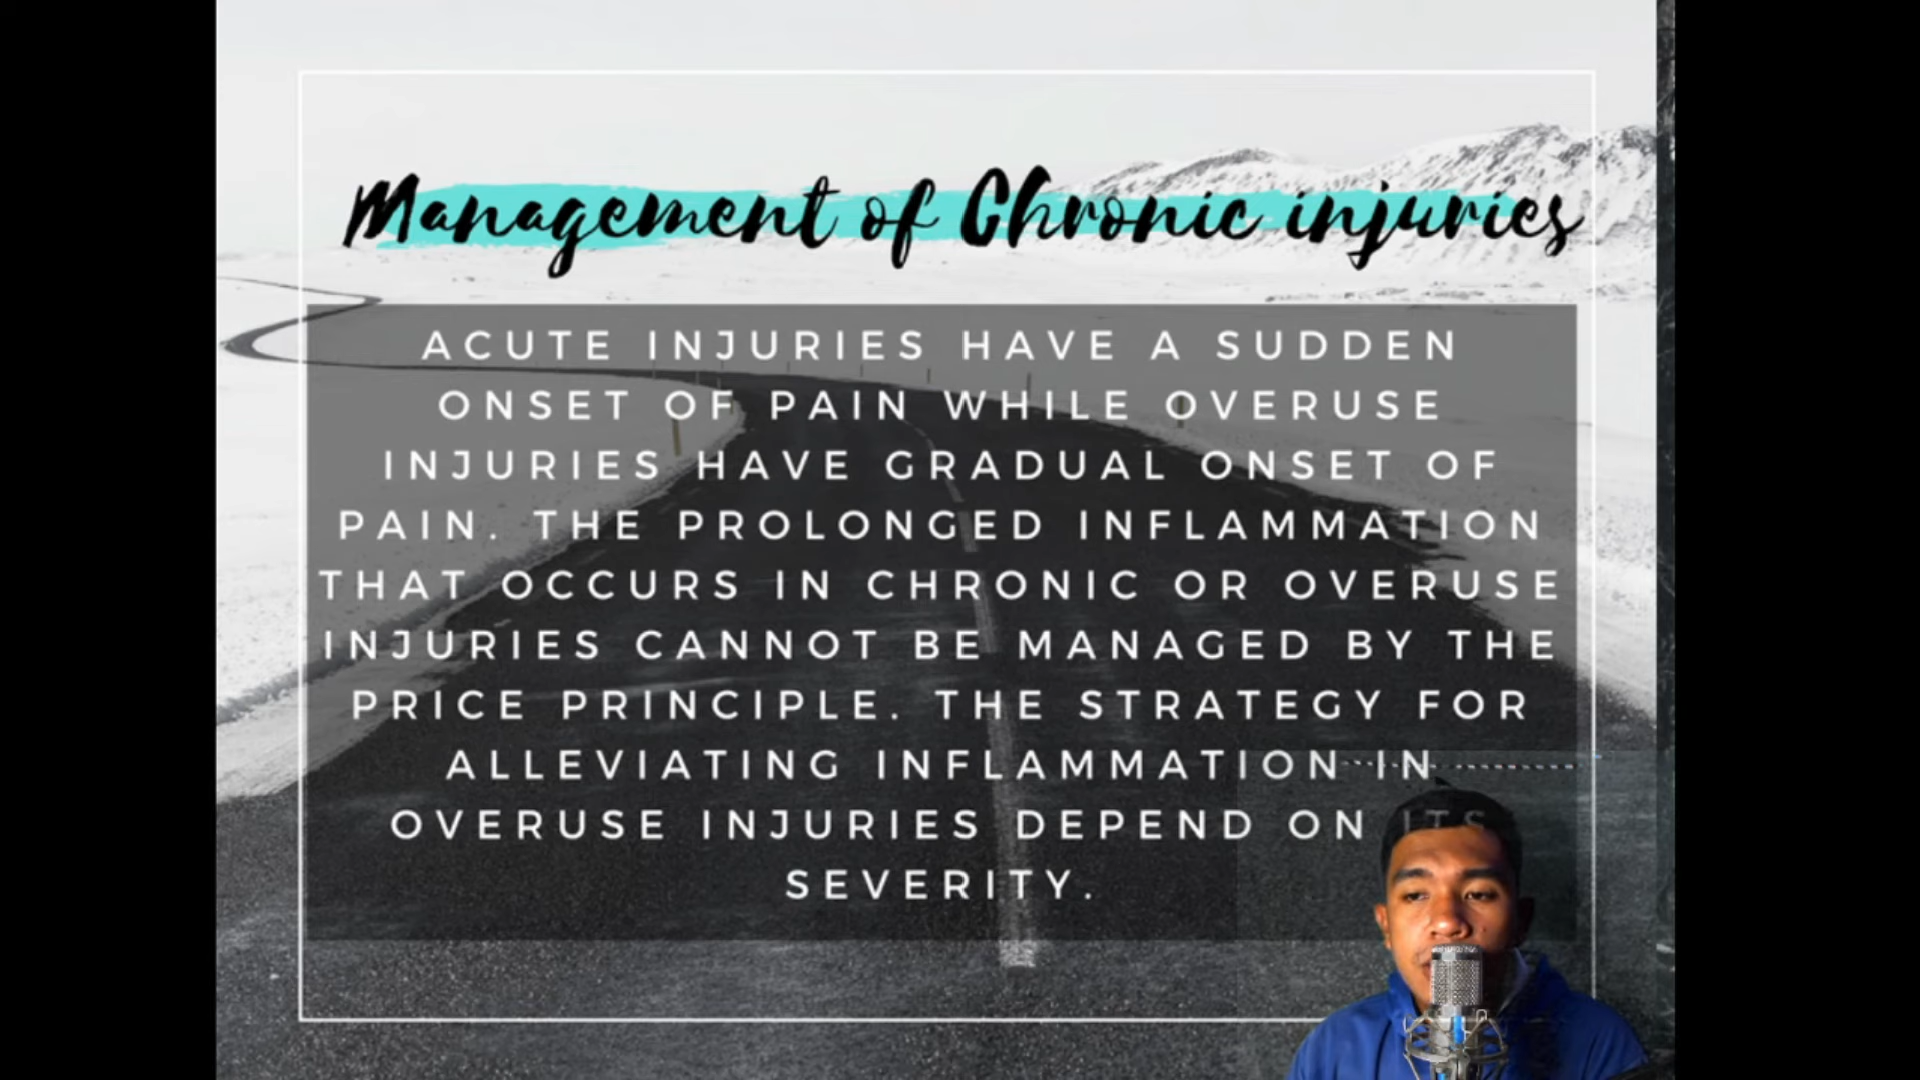 Management of Chronic injuries
ACUTE INJURIES HAVE A SUDDEN
ONSET OF PAIN WHILE OVERUSE
INJURIES HAVE GRADUAL ONSET OF
PAIN. THE PROLONGED INFLAMMATION
THAT OCCURS IN CHRONIC OR OVERUSE
INJURIES CANNOT BE MANAGED BY THE
PRICE PRINCIPLE. THE STRATEGY FOR
ALLEVIATING INFLAMMATION IN
OVERUSE INJURIES DEPEND ON ITS
SEVERITY.